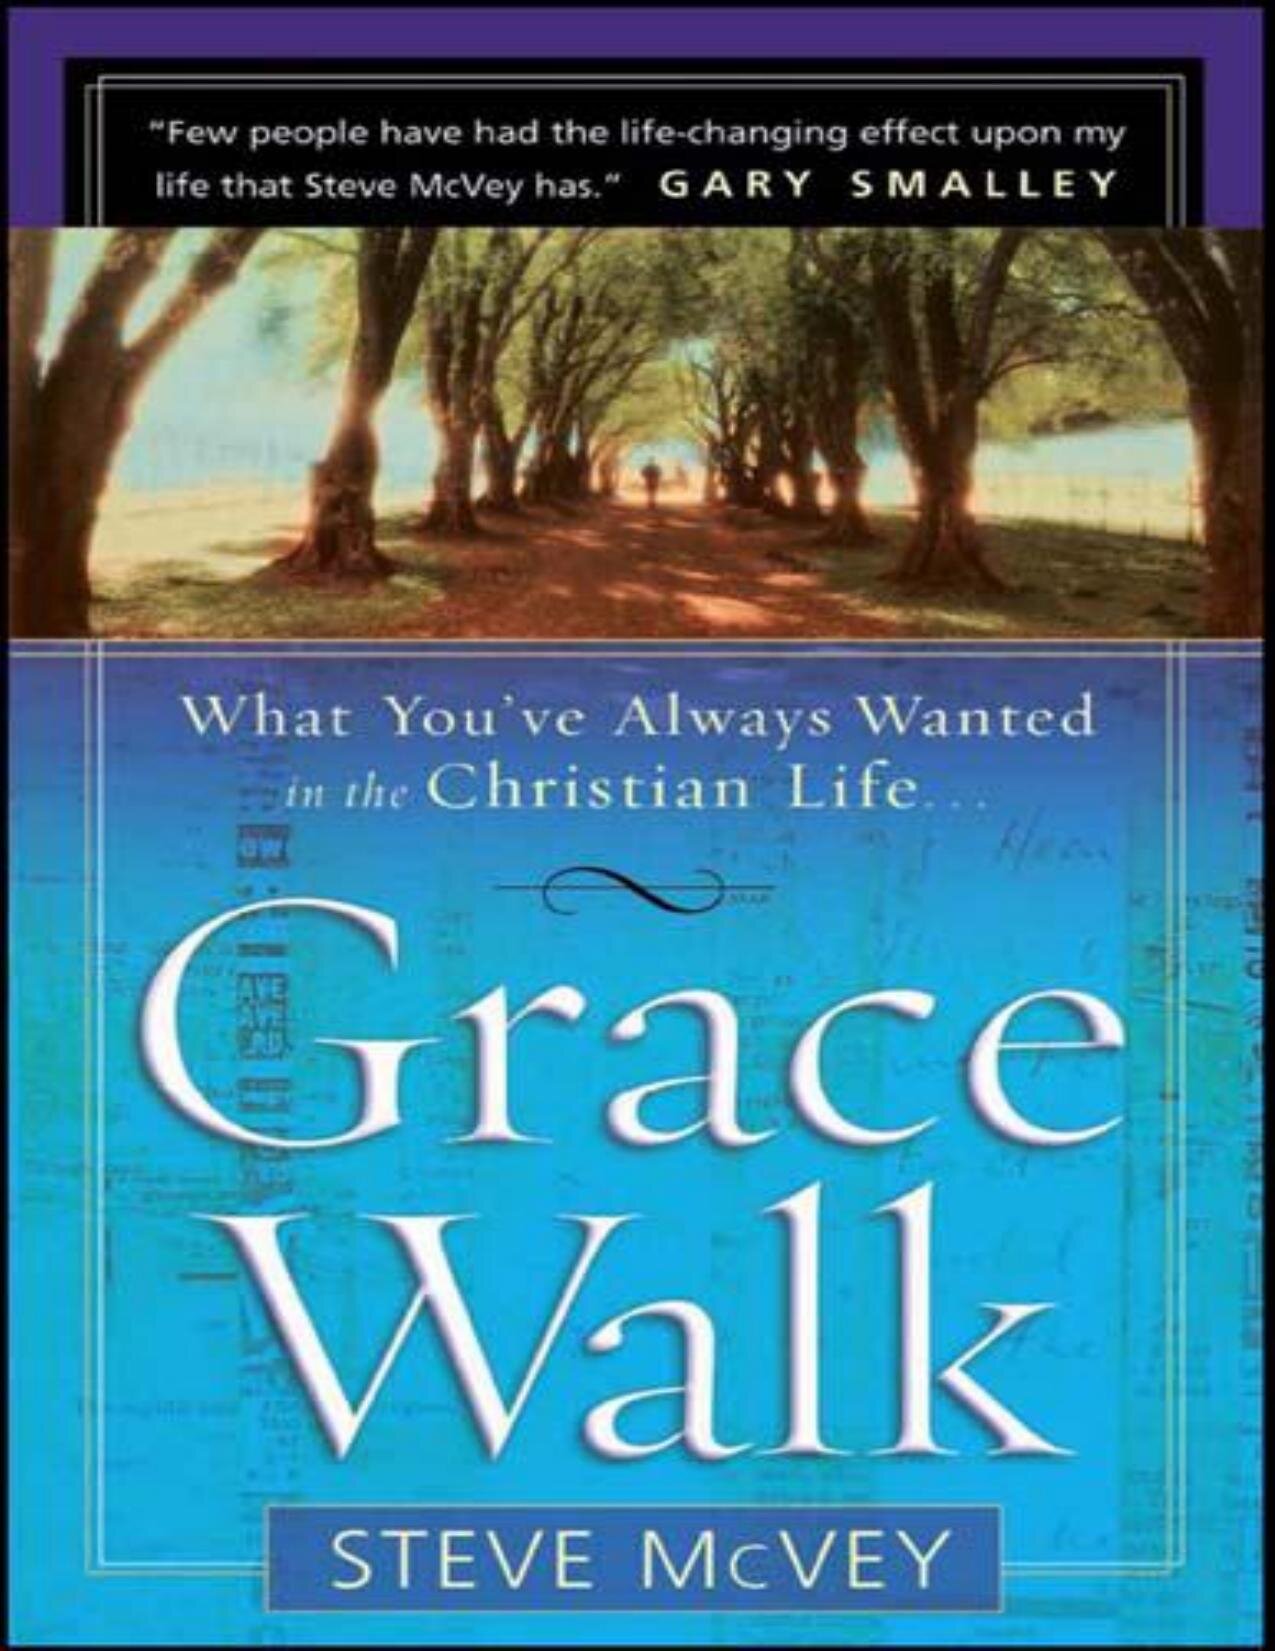 "Few people have had the life-changing effect upon my
life that Steve McVey has." GARY SMALLEY
What You've Always Wanted
in the Christian Life...
Grace
Walk
STEVE McVEY